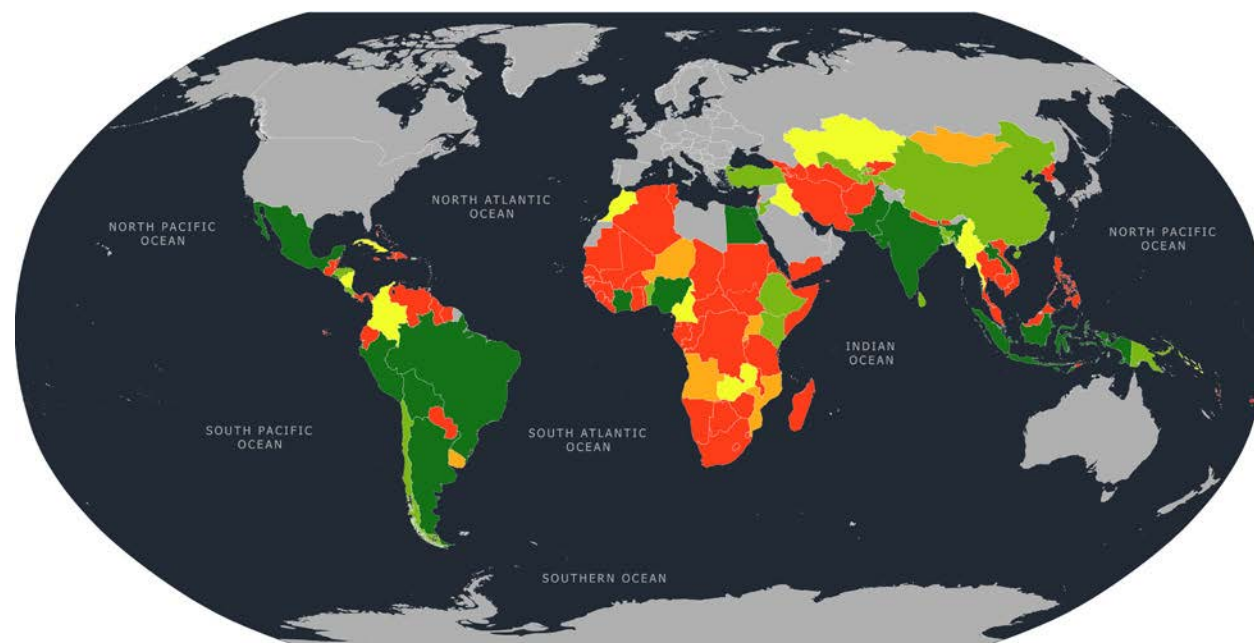 NORTH ATLANTIC
OCEAN
NORTH PACIFIC
OCEAN
NORTH PACIFIC
OCEAN
INDIAN
OCEAN
SOUTH PACIFIC
OCEAN
SOUTH ATLANTIC
OCEAN
SOUTHERN OCEAN